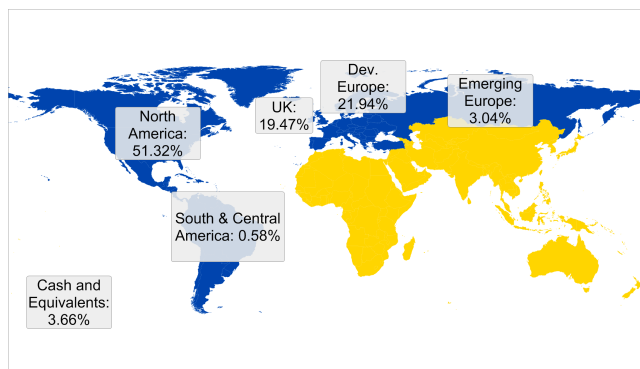 Dev.
Europe:
21.94%
Emerging
Europe:
3.04%
UK:
19.47%
North
America:
51.32%
South & Central
America: 0.58%
Cash and
Equivalents:
3.66%